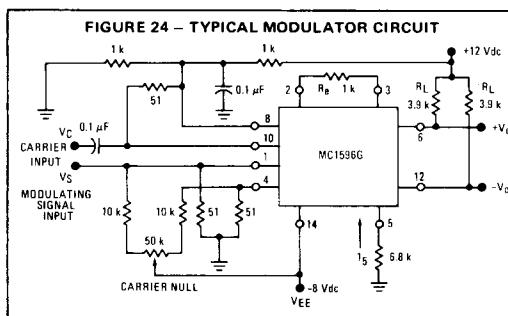 FIGURE 24 – TYPICAL MODULATOR CIRCUIT
1 k
1 k
+12 Vdc
51
0.1 µF
2
Re
1 k
3
RL
3.9 k
RL
3.9 k
VC
0.1 µF
CARRIER
INPUT
8
10
6
MC1596G
VS
1
MODULATING
SIGNAL
INPUT
4
12
10 k
10 k
51
51
14
5
50 k
I5
6.8 k
CARRIER NULL
-8 Vdc
VEE